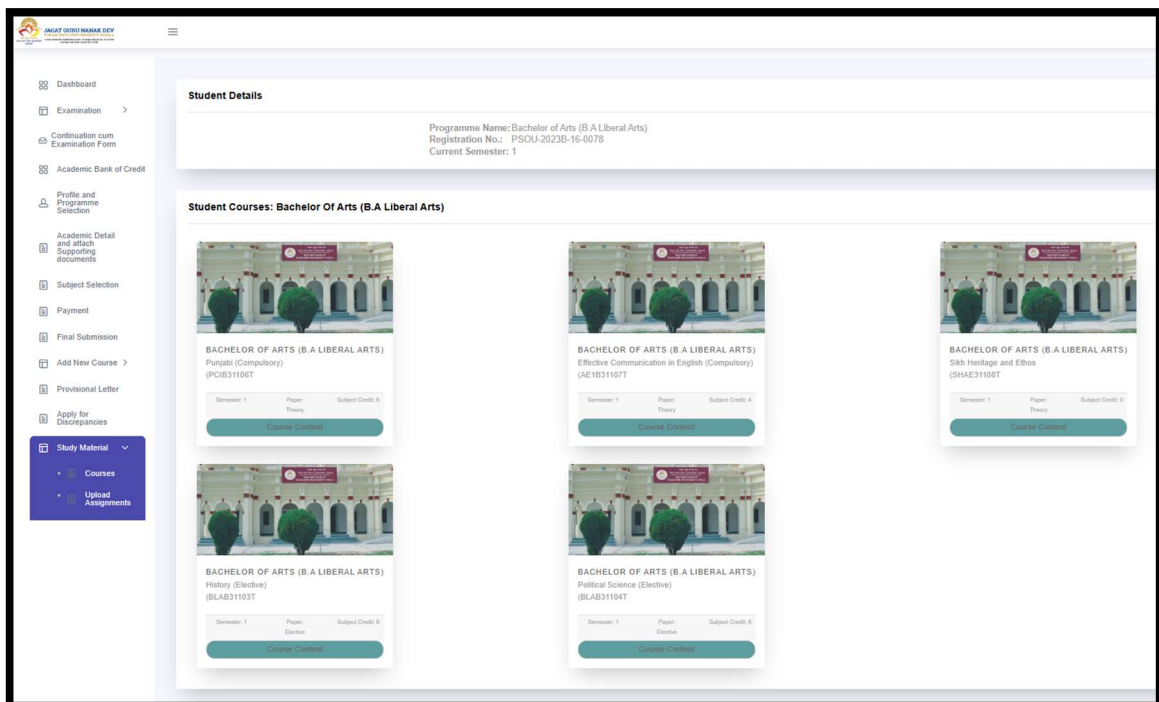 JAGAT GURU NANAK DEV
Dashboard
Examination
Continuation cum
Examination Form
Academic Bank of Credit
Profile and
Programme
Selection
Academic Detail
and attach
Supporting
documents
Subject Selection
Payment
Final Submission
Add New Course
Provisional Letter
Apply for
Discrepancies
Study Material
Courses
Upload
Assignments
Student Details
Programme Name: Bachelor of Arts (B.A Liberal Arts)
Registration No.: PSOU-2023B-16-0078
Current Semester: 1
Student Courses: Bachelor Of Arts (B.A Liberal Arts)
BACHELOR OF ARTS (B.A LIBERAL ARTS)
Punjabi (Compulsory)
(PCIB31106T
Semester: 1 Paper: Subject Credit: 6
Theory
Course Content
BACHELOR OF ARTS (B.A LIBERAL ARTS)
Effective Communication in English (Compulsory)
(AE1B31107T
Semester: 1 Paper: Subject Credit: 4
Theory
Course Content
BACHELOR OF ARTS (B.A LIBERAL ARTS)
Sikh Heritage and Ethos
(SHAE31108T
Semester: 1 Paper: Subject Credit: 0
Theory
Course Content
BACHELOR OF ARTS (B.A LIBERAL ARTS)
History (Elective)
(BLAB31103T
Semester: 1 Paper: Subject Credit: 6
Elective
Course Content
BACHELOR OF ARTS (B.A LIBERAL ARTS)
Political Science (Elective)
(BLAB31104T
Semester: 1 Paper: Subject Credit: 6
Elective
Course Content